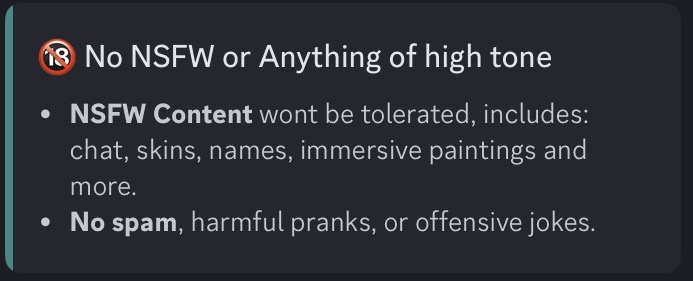 🔞 No NSFW or Anything of high tone
• NSFW Content wont be tolerated, includes:
chat, skins, names, immersive paintings and
more.
• No spam, harmful pranks, or offensive jokes.